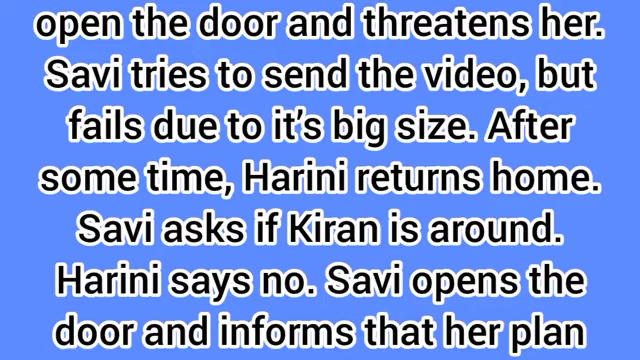 open the door and threatens her.
Savi tries to send the video, but
fails due to it's big size. After
some time, Harini returns home.
Savi asks if Kiran is around.
Harini says no. Savi opens the
door and informs that her plan